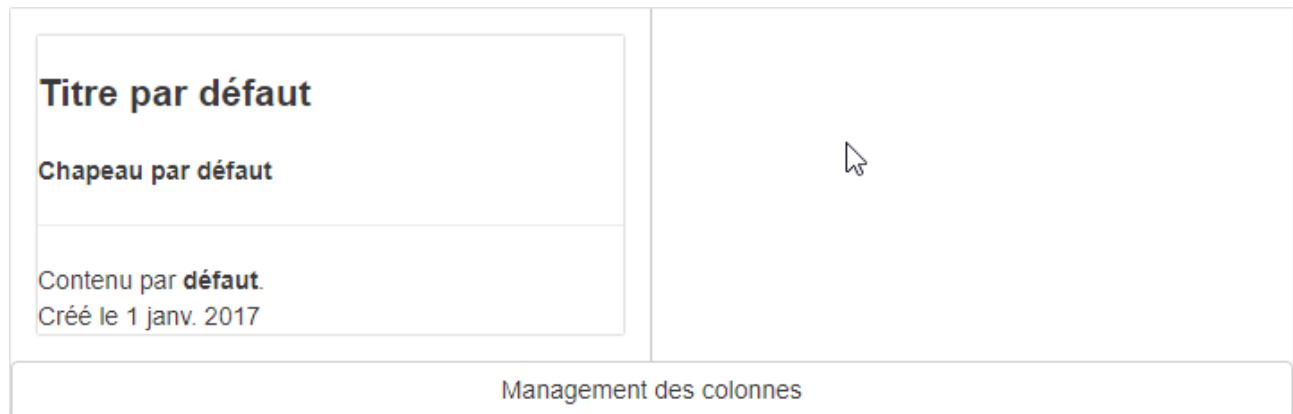 Titre par défaut
Chapeau par défaut
Contenu par défaut.
Créé le 1 janv. 2017
Management des colonnes